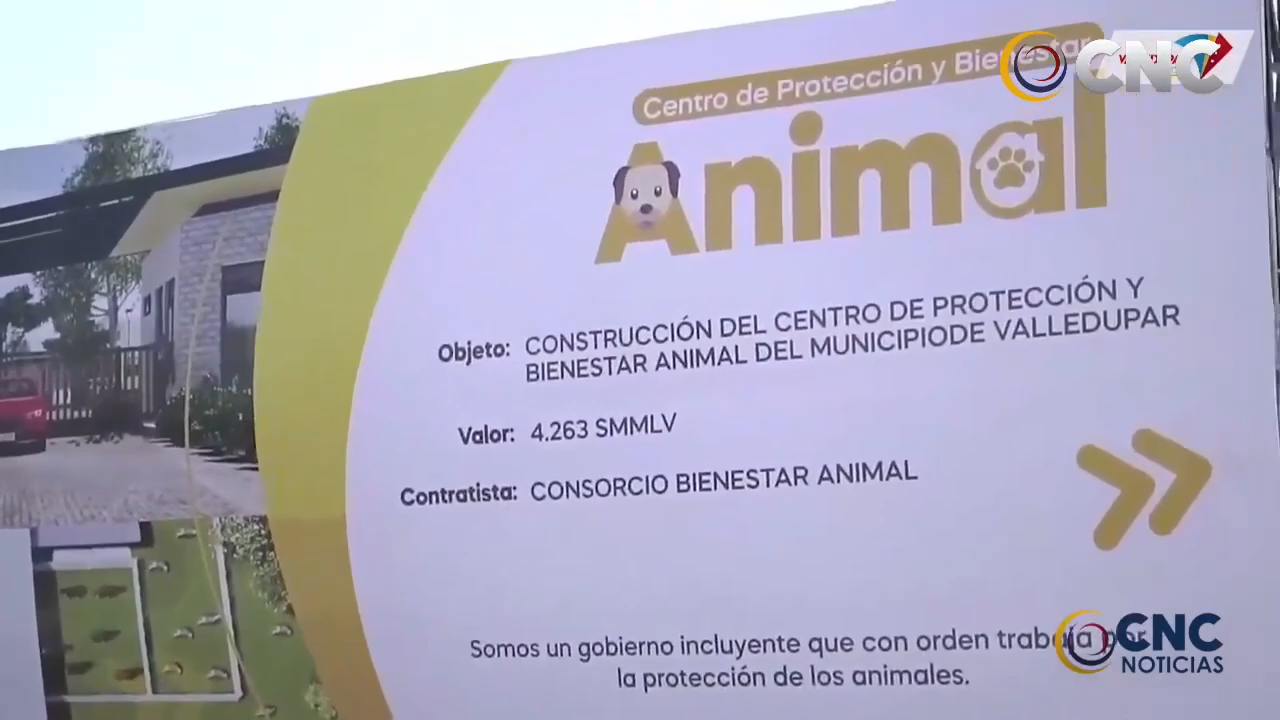 Centro de Protección y Bienestar
CNC
Animal
Objeto: CONSTRUCCIÓN DEL CENTRO DE PROTECCIÓN Y
BIENESTAR ANIMAL DEL MUNICIPIODE VALLEDUPAR
Valor: 4.263 SMMLV
Contratista: CONSORCIO BIENESTAR ANIMAL
Somos un gobierno incluyente que con orden trabaja por
la protección de los animales.
CNC
NOTICIAS